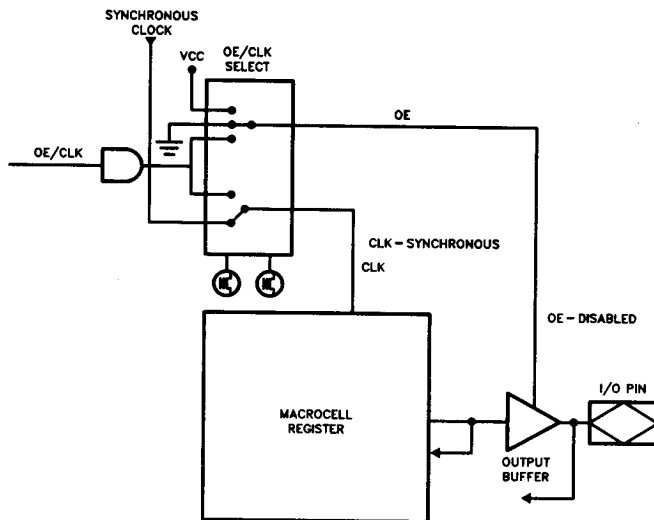 SYNCHRONOUS
CLOCK
VCC
OE/CLK
SELECT
OE
OE/CLK
CLK–SYNCHRONOUS
CLK
OE–DISABLED
I/O PIN
MACROCELL
REGISTER
OUTPUT
BUFFER